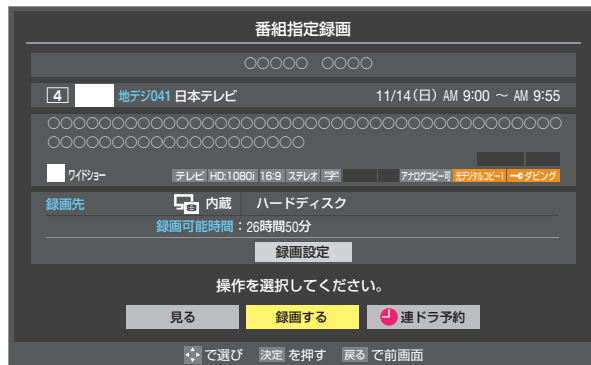 番組指定録画
○○○○○ ○○○○
4 地デジ041 日本テレビ 11/14(日) AM 9:00 ～ AM 9:55
○○○○○○○○○○○○○○○○○○○○○○○○○○○○○○
○○○○○○○○○○○○○○○
ワイドショー テレビ HD:1080i 16:9 ステレオ 字 アナログコピー可 光デジタルコピー1 ダビング
録画先 内蔵 ハードディスク
録画可能時間：26時間50分
録画設定
操作を選択してください。
見る 録画する 連ドラ予約
で選び 決定 を押す 戻る で前画面